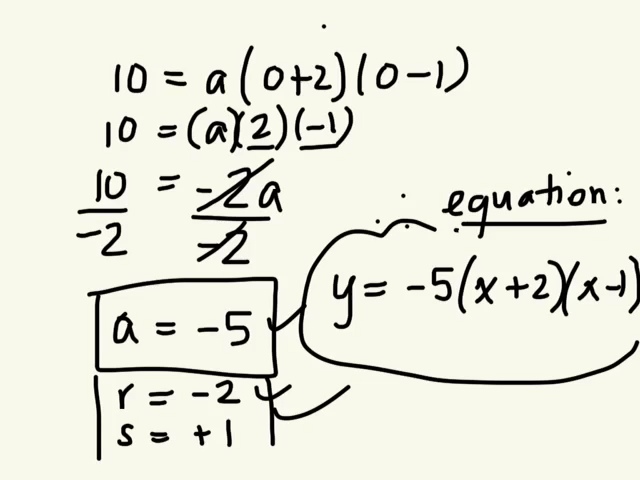 10 = a(0+2)(0-1)
10 = (a)(2)(-1)
10/-2 = -2a/-2
equation:
y = -5(x+2)(x-1)
a = -5
r = -2
s = +1